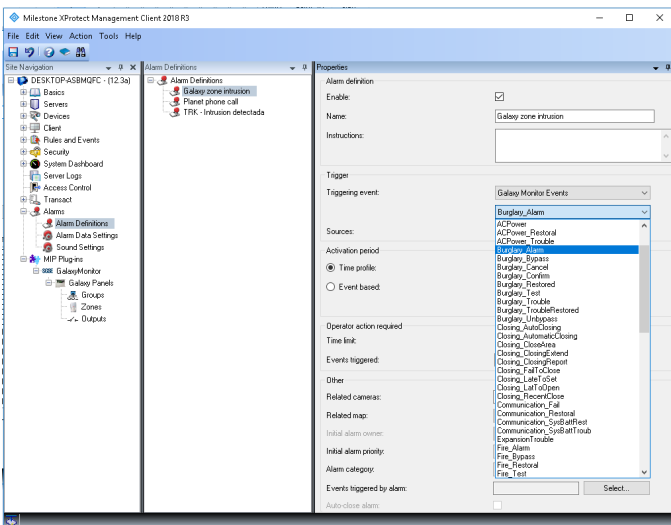 Milestone XProtect Management Client 2018 R3
File Edit View Action Tools Help
Site Navigation
DESKTOP-ASBMQFC - (12.3a)
Basics
Servers
Devices
Client
Rules and Events
Security
System Dashboard
Server Logs
Access Control
Transact
Alarms
Alarm Definitions
Alarm Data Settings
Sound Settings
MIP Plug-ins
GalaxyMonitor
Galaxy Panels
Groups
Zones
Outputs
Alarm Definitions
Alarm Definitions
Galaxy zone intrusion
Planet phone call
TRK - Intrusion detectada
Properties
Alarm definition
Enable:
Name: Galaxy zone intrusion
Instructions:
Trigger
Triggering event: Galaxy Monitor Events
Burglary_Alarm
Sources:
Activation period
Time profile:
Event based:
Operator action required
Time limit:
Events triggered:
Other
Related cameras:
Related map:
Initial alarm owner:
Initial alarm priority:
Alarm category:
Events triggered by alarm: Select...
Auto-close alarm:
ACPower
ACPower_Restoral
ACPower_Trouble
Burglary_Alarm
Burglary_Bypass
Burglary_Cancel
Burglary_Confirm
Burglary_Restored
Burglary_Test
Burglary_Trouble
Burglary_TroubleRestored
Burglary_Unbypass
Closing_AutoClosing
Closing_AutomaticClosing
Closing_CloseArea
Closing_ClosingExtend
Closing_ClosingReport
Closing_FailToClose
Closing_LateToSet
Closing_LatToOpen
Closing_RecentClose
Communication_Fail
Communication_Restoral
Communication_SysBattRest
Communication_SysBattTroub
ExpansionTrouble
Fire_Alarm
Fire_Bypass
Fire_Restoral
Fire_Test